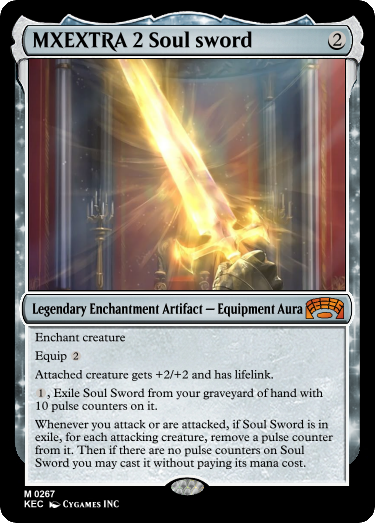 MXEXTRA 2 Soul sword 2
Legendary Enchantment Artifact — Equipment Aura
Enchant creature
Equip 2
Attached creature gets +2/+2 and has lifelink.
1, Exile Soul Sword from your graveyard of hand with
10 pulse counters on it.
Whenever you attack or are attacked, if Soul Sword is in
exile, for each attacking creature, remove a pulse counter
from it. Then if there are no pulse counters on Soul
Sword you may cast it without paying its mana cost.
M 0267
KEC CYGAMES INC